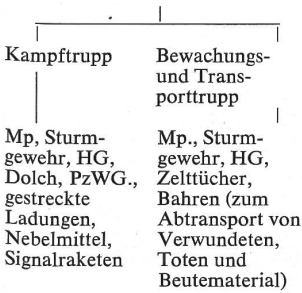 Kampftrupp
Bewachungs-
und Trans-
porttrupp
Mp, Sturm-
gewehr, HG,
Dolch, PzWG.,
gestreckte
Ladungen,
Nebelmittel,
Signalraketen
Mp., Sturm-
gewehr, HG,
Zelttücher,
Bahren (zum
Abtransport von
Verwundeten,
Toten und
Beutematerial)